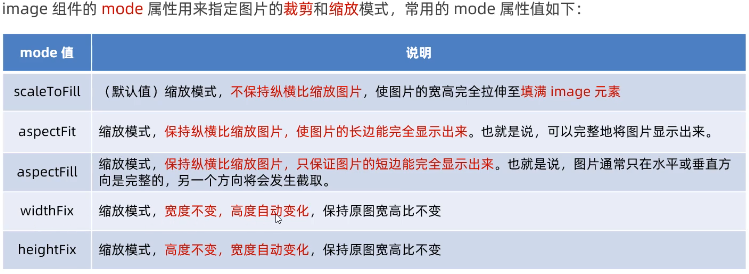 image 组件的 mode 属性用来指定图片的裁剪和缩放模式，常用的 mode 属性值如下：
mode 值 说明
scaleToFill （默认值）缩放模式，不保持纵横比缩放图片，使图片的宽高完全拉伸至填满 image 元素
aspectFit 缩放模式，保持纵横比缩放图片，使图片的长边能完全显示出来。也就是说，可以完整地将图片显示出来。
aspectFill 缩放模式，保持纵横比缩放图片，只保证图片的短边能完全显示出来。也就是说，图片通常只在水平或垂直方
向是完整的，另一个方向将会发生截取。
widthFix 缩放模式，宽度不变，高度自动变化，保持原图宽高比不变
heightFix 缩放模式，高度不变，宽度自动变化，保持原图宽高比不变